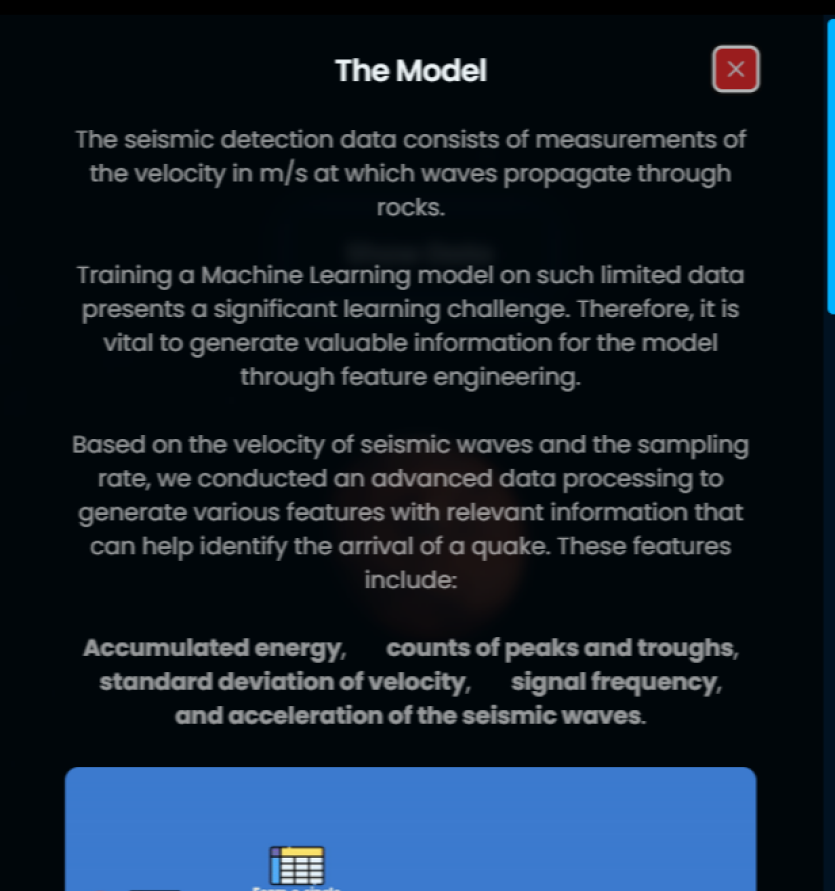 The Model
The seismic detection data consists of measurements of
the velocity in m/s at which waves propagate through
rocks.
Training a Machine Learning model on such limited data
presents a significant learning challenge. Therefore, it is
vital to generate valuable information for the model
through feature engineering.
Based on the velocity of seismic waves and the sampling
rate, we conducted an advanced data processing to
generate various features with relevant information that
can help identify the arrival of a quake. These features
include:
Accumulated energy, counts of peaks and troughs,
standard deviation of velocity, signal frequency,
and acceleration of the seismic waves.